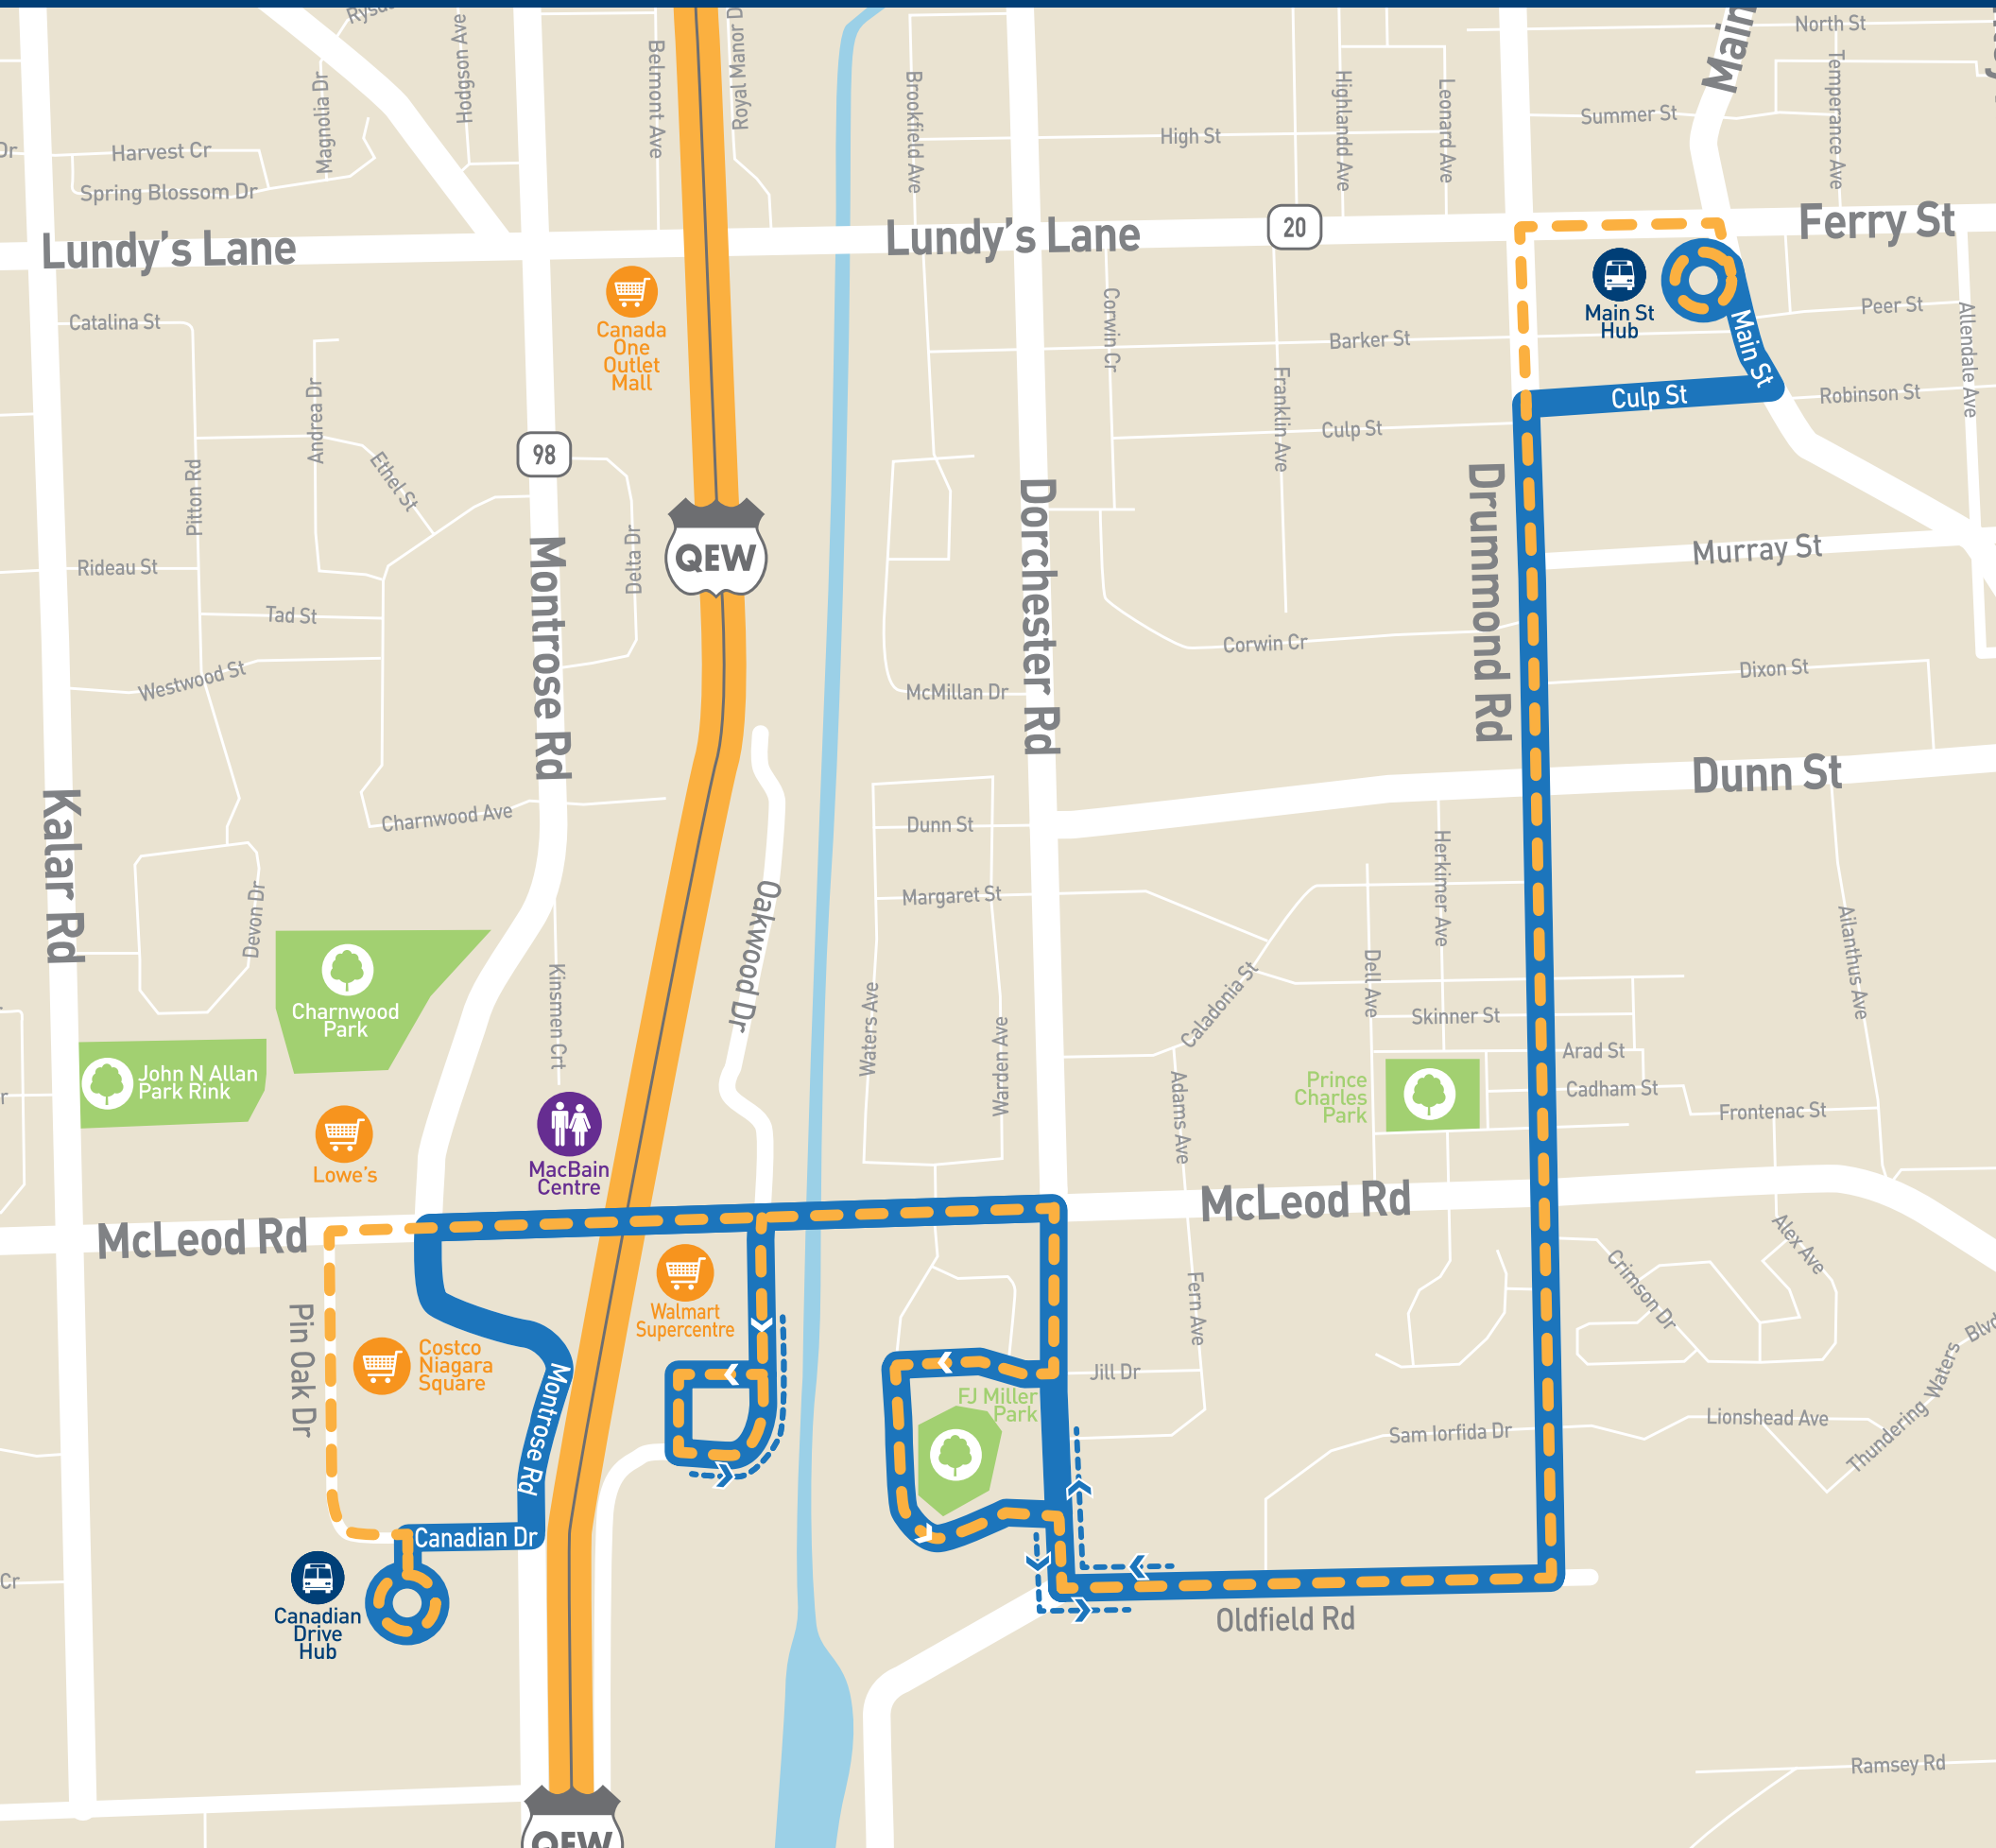 Rysd
Hodgson Ave
Belmont Ave
Royal Manor D
Main
North St
Magnolia Dr
Brookfield Ave
Highlandd Ave
Leonard Ave
Temperance Ave
Summer St
High St
Dr
Harvest Cr
Spring Blossom Dr
Lundy's Lane
Lundy's Lane
20
Ferry St
Canada
One
Outlet
Mall
Main St
Hub
Main St
Peer St
Allendale Ave
Catalina St
Corwin Cr
Barker St
Andrea Dr
Franklin Ave
Culp St
Robinson St
Culp St
98
Ethel St
Pitton Rd
Dorchester Rd
Drummond Rd
Montrose Rd
Delta Dr
QEW
Murray St
Rideau St
Tad St
Corwin Cr
Westwood St
McMillan Dr
Dixon St
Dunn St
Kalar Rd
Charnwood Ave
Dunn St
Herkimer Ave
Devon Dr
Oakwood Dr
Margaret St
Ailanthus Ave
Kinsmen Crt
Dell Ave
Caladonia St
Charnwood
Park
Waters Ave
Warden Ave
Skinner St
Arad St
John N Allan
Park Rink
Adams Ave
Prince
Charles
Park
Cadham St
Frontenac St
r
Lowe's
MacBain
Centre
McLeod Rd
McLeod Rd
Alex Ave
Crimson Dr
Walmart
Supercentre
Fern Ave
Pin Oak Dr
Costco
Niagara
Square
Montrose Rd
Jill Dr
FJ Miller
Park
Sam Iorfida Dr
Lionshead Ave
Thundering Waters Blvd
Canadian Dr
Cr
Canadian
Drive
Hub
Oldfield Rd
Ramsey Rd
QEW